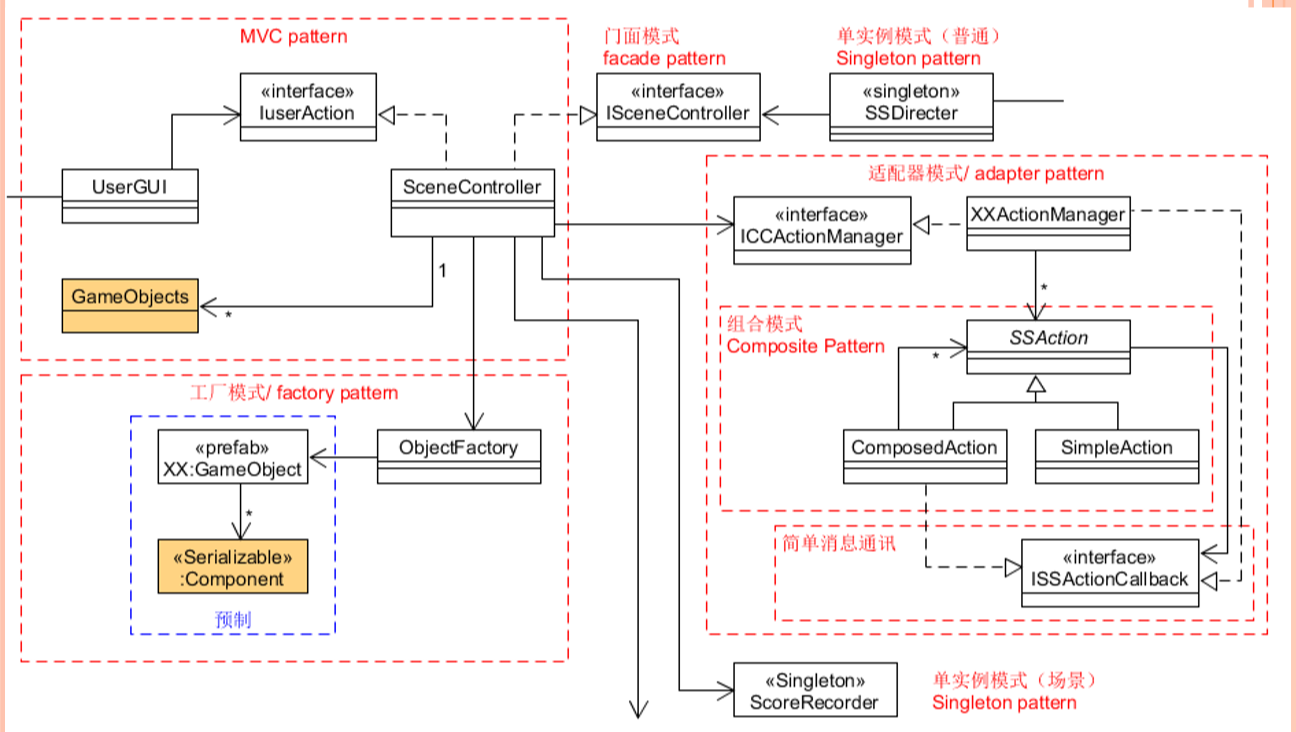 MVC pattern
«interface»
IuserAction
UserGUI
SceneController
GameObjects
1
*
门面模式
facade pattern
«interface»
ISceneController
单实例模式（普通）
Singleton pattern
«singleton»
SSDirecter
适配器模式/ adapter pattern
«interface»
ICCActionManager
XXActionManager
*
组合模式
Composite Pattern
SSAction
*
ComposedAction
SimpleAction
简单消息通讯
«interface»
ISSActionCallback
工厂模式/ factory pattern
«prefab»
XX:GameObject
ObjectFactory
*
«Serializable»
:Component
预制
«Singleton»
ScoreRecorder
单实例模式（场景）
Singleton pattern